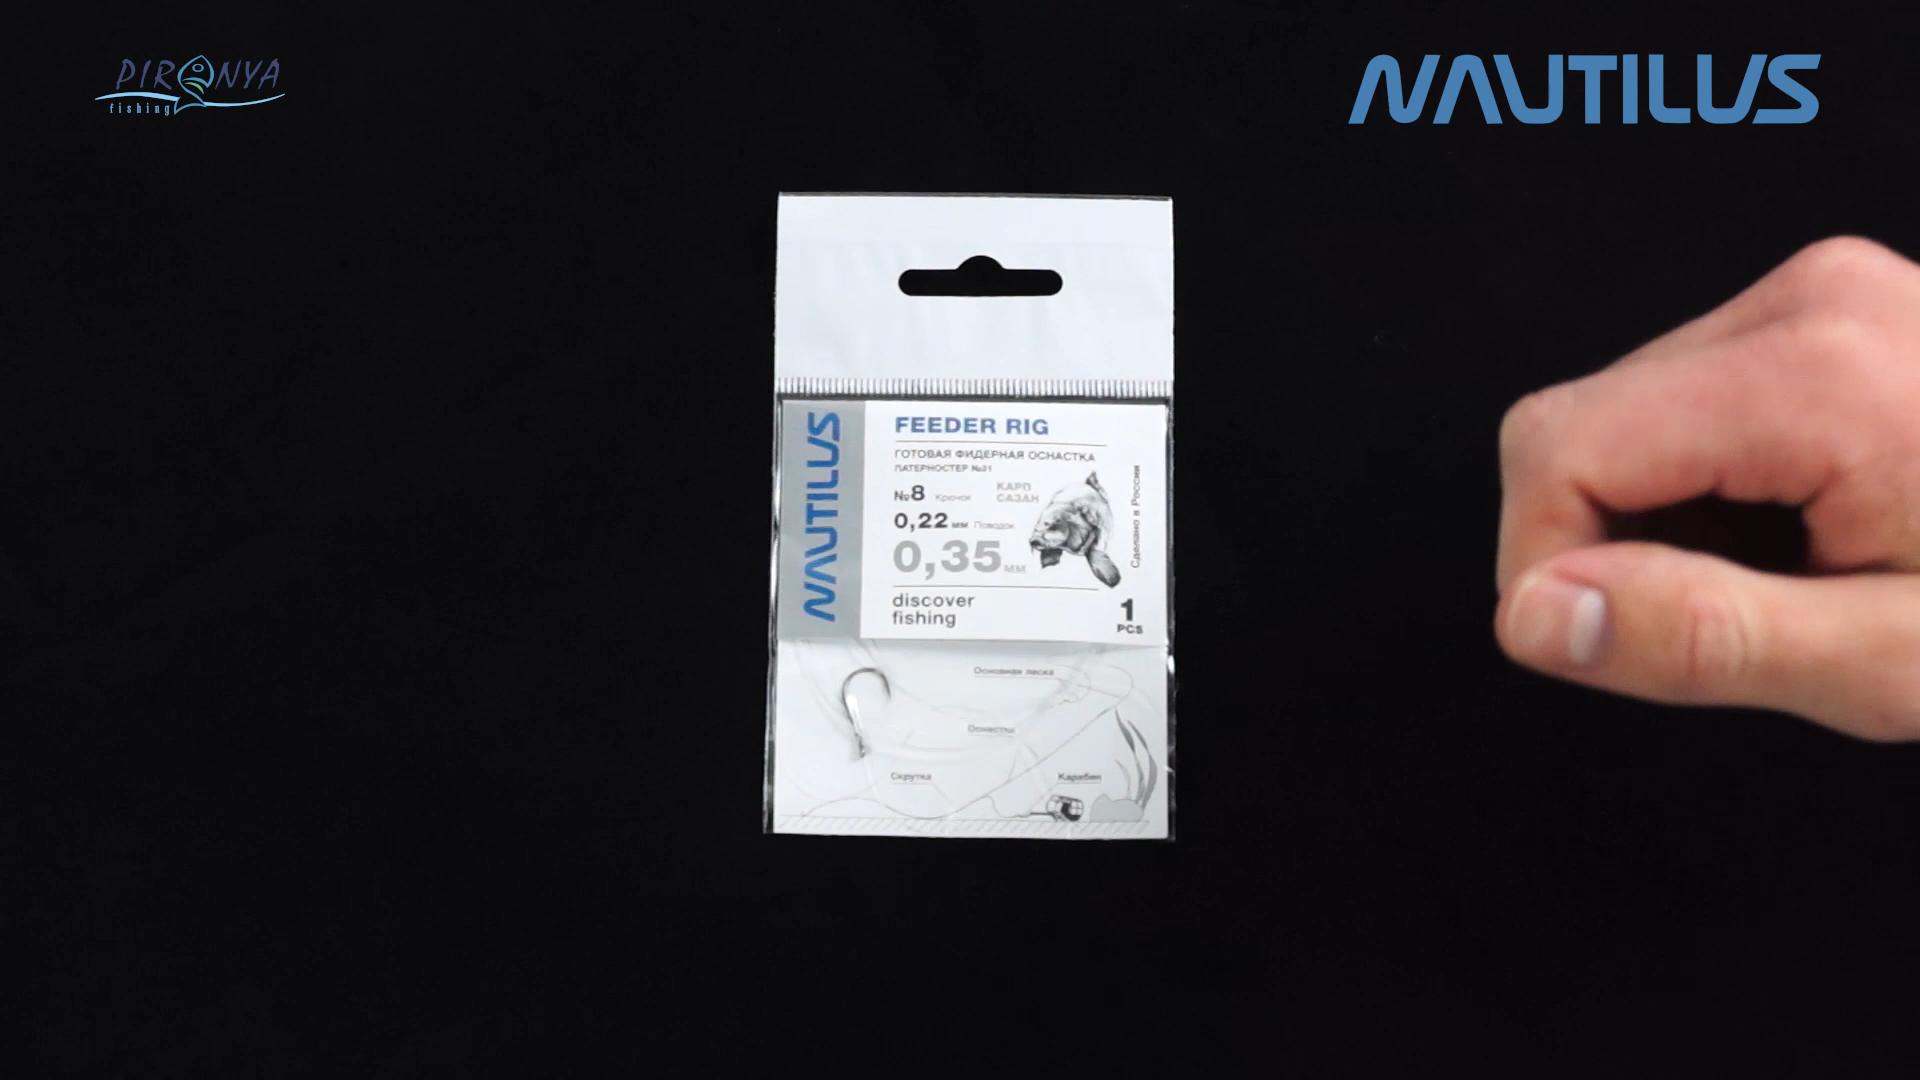 PIRANYA
fishing
NAUTILUS
NAUTILUS
FEEDER RIG
ГОТОВАЯ ФИДЕРНАЯ ОСНАСТКА
ПАТЕРНОСТЕР №31
№8 Крючок
КАРП
САЗАН
0,22 мм Поводок
0,35 мм
Сделано в России
discover
fishing
1
PCS
Основная леска
Оснастка
Скрутка
Карабин